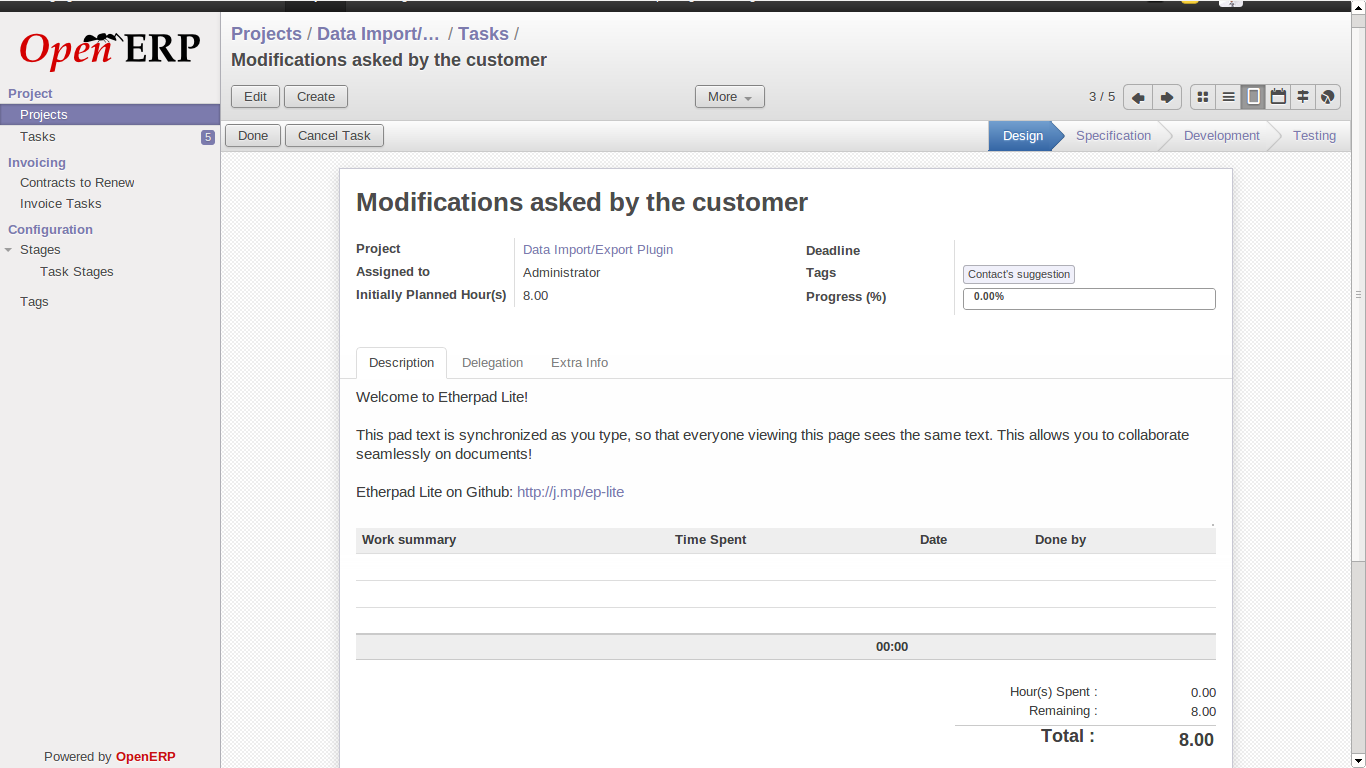 Open ERP
Project
Projects
Tasks 5
Invoicing
Contracts to Renew
Invoice Tasks
Configuration
Stages
Task Stages
Tags
Powered by OpenERP
Projects / Data Import/... / Tasks /
Modifications asked by the customer
Edit Create More 3 / 5
Done Cancel Task Design Specification Development Testing
Modifications asked by the customer
Project Data Import/Export Plugin
Assigned to Administrator
Initially Planned Hour(s) 8.00
Deadline
Tags Contact's suggestion
Progress (%) 0.00%
Description Delegation Extra Info
Welcome to Etherpad Lite!
This pad text is synchronized as you type, so that everyone viewing this page sees the same text. This allows you to collaborate
seamlessly on documents!
Etherpad Lite on Github: http://j.mp/ep-lite
Work summary Time Spent Date Done by
00:00
Hour(s) Spent : 0.00
Remaining : 8.00
Total : 8.00